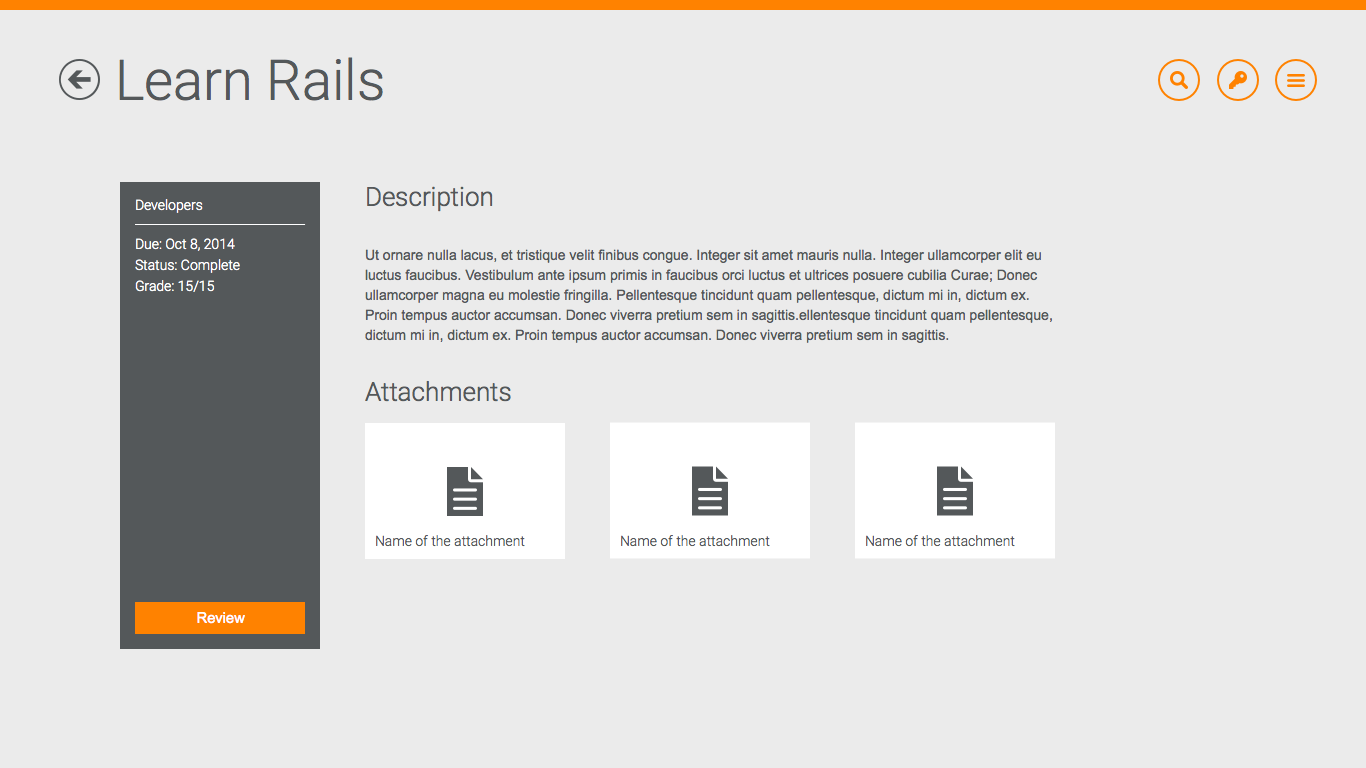 Learn Rails
Developers
Due: Oct 8, 2014
Status: Complete
Grade: 15/15
Review
Description
Ut ornare nulla lacus, et tristique velit finibus congue. Integer sit amet mauris nulla. Integer ullamcorper elit eu
luctus faucibus. Vestibulum ante ipsum primis in faucibus orci luctus et ultrices posuere cubilia Curae; Donec
ullamcorper magna eu molestie fringilla. Pellentesque tincidunt quam pellentesque, dictum mi in, dictum ex.
Proin tempus auctor accumsan. Donec viverra pretium sem in sagittis.ellentesque tincidunt quam pellentesque,
dictum mi in, dictum ex. Proin tempus auctor accumsan. Donec viverra pretium sem in sagittis.
Attachments
Name of the attachment
Name of the attachment
Name of the attachment